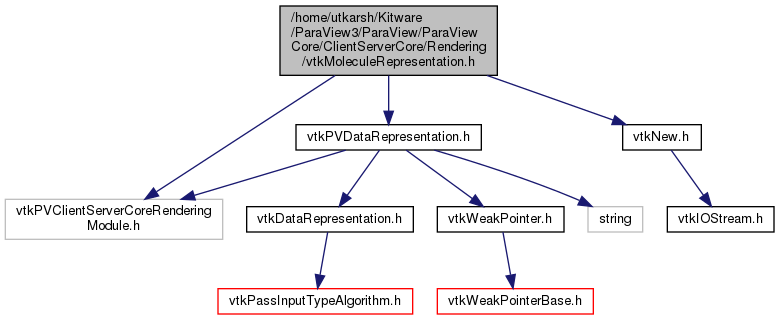 /home/utkarsh/Kitware
/ParaView3/ParaView/ParaView
Core/ClientServerCore/Rendering
/vtkMoleculeRepresentation.h
vtkPVDataRepresentation.h
vtkNew.h
vtkPVClientServerCoreRendering
Module.h
vtkDataRepresentation.h
vtkWeakPointer.h
string
vtkIOStream.h
vtkPassInputTypeAlgorithm.h
vtkWeakPointerBase.h